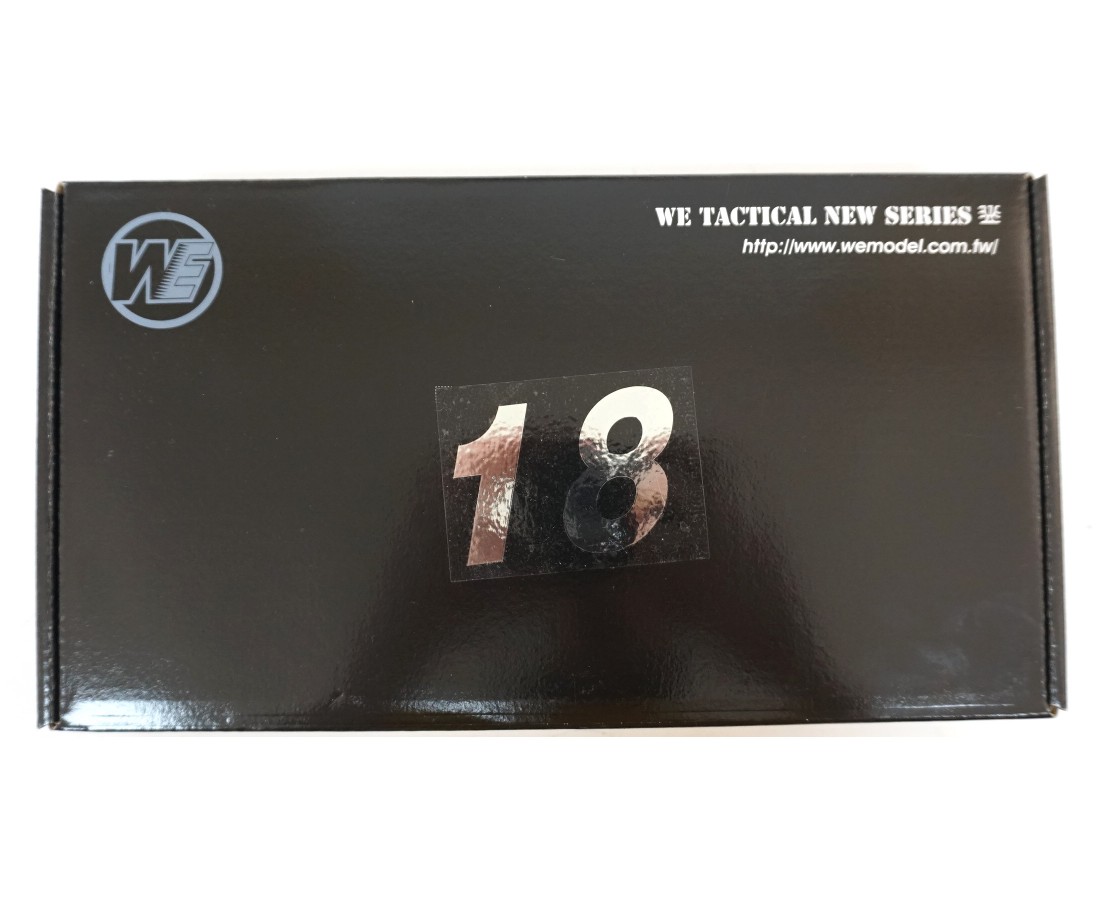 WE
WE TACTICAL NEW SERIES
http://www.wemodel.com.tw/
18